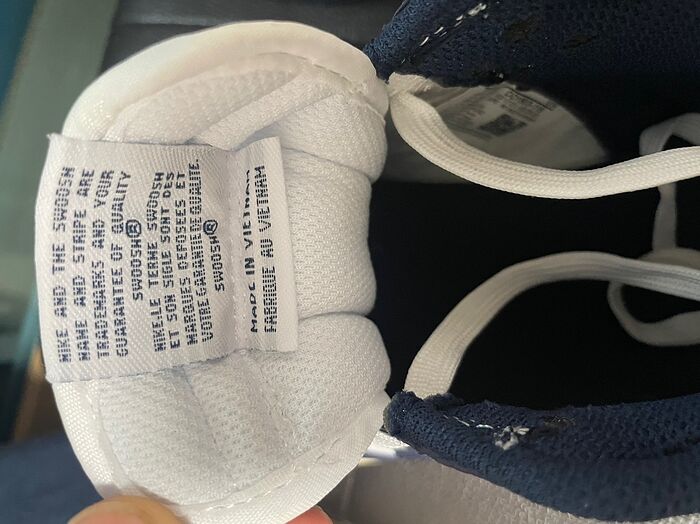 NIKE AND THE SWOOSH
NAME AND STRIPE ARE
TRADEMARKS AND YOUR
GUARANTEE OF QUALITY
SWOOSH®
NIKE:LE TERME SWOOSH
ET SON SIGLE SONT DES
MARQUES DEPOSEES ET
VOTRE GARANTIE DE QUALITE.
SWOOSH®
MADE IN VIETNAM
FABRIQUE AU VIETNAM